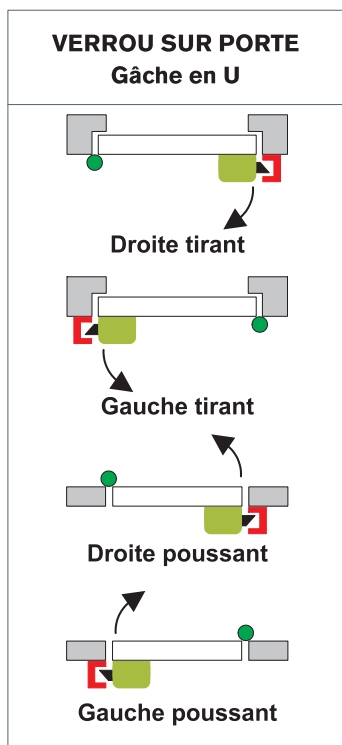 VERROU SUR PORTE
Gâche en U
Droite tirant
Gauche tirant
Droite poussant
Gauche poussant